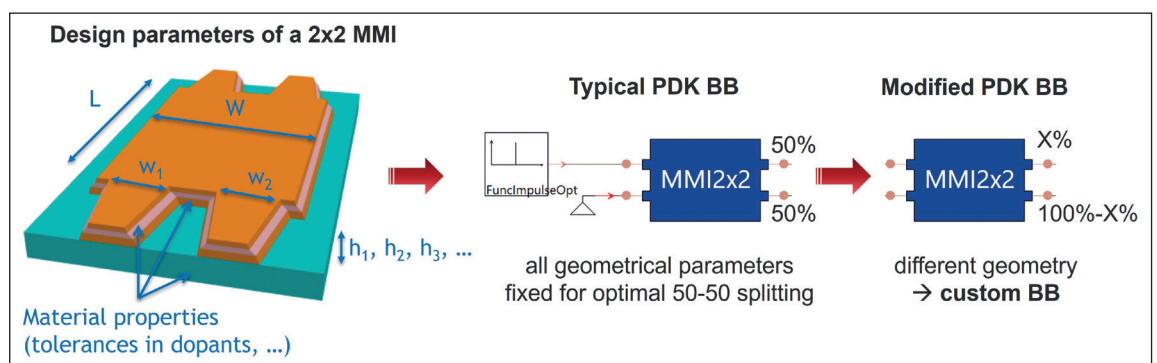 Design parameters of a 2x2 MMI
L
W
w₁
w₂
h₁, h₂, h₃, ...
Material properties
(tolerances in dopants, ...)
Typical PDK BB
FuncImpulseOpt
MMI2x2
50%
50%
all geometrical parameters
fixed for optimal 50-50 splitting
Modified PDK BB
MMI2x2
X%
100%-X%
different geometry
→ custom BB